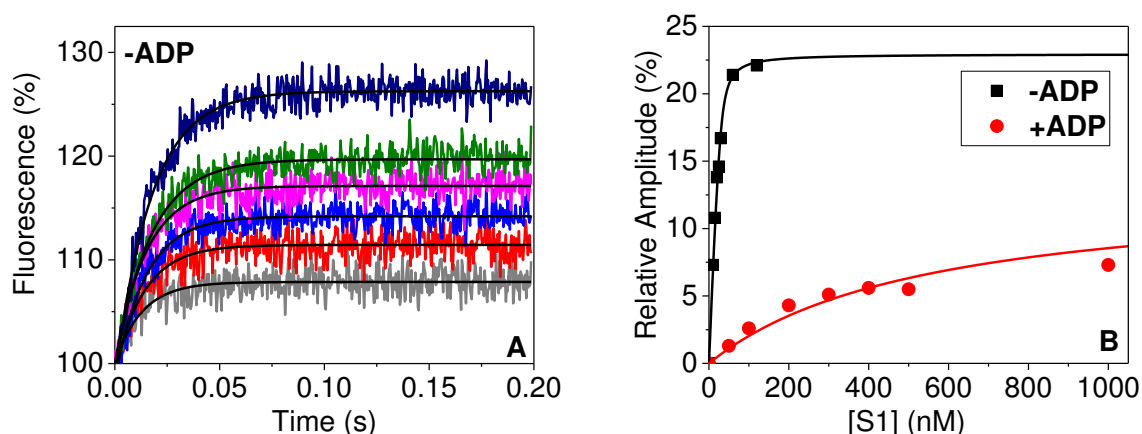 -ADP
Fluorescence (%)
130
120
110
100
0.00 0.05 0.10 0.15 0.20
Time (s)
A
Relative Amplitude (%)
25
20
15
10
5
0
-ADP
+ADP
0 200 400 600 800 1000
[S1] (nM)
B